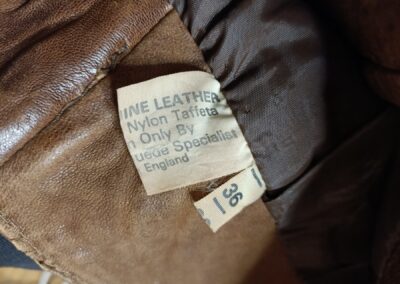 INE LEATHER
Nylon Taffeta
n Only By
uede Specialist
England
36